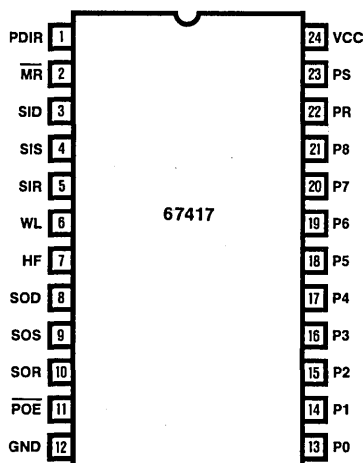 PDIR 1 24 VCC
MR 2 23 PS
SID 3 22 PR
SIS 4 21 P8
SIR 5 20 P7
WL 6 67417 19 P6
HF 7 18 P5
SOD 8 17 P4
SOS 9 16 P3
SOR 10 15 P2
POE 11 14 P1
GND 12 13 P0